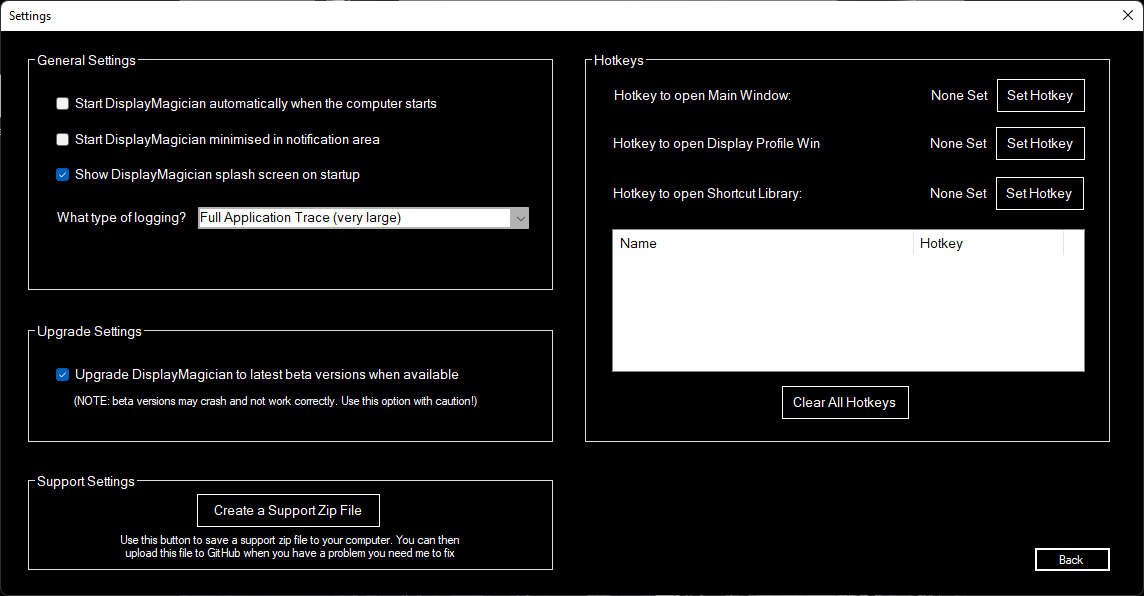 Settings
General Settings
Start DisplayMagician automatically when the computer starts
Start DisplayMagician minimised in notification area
Show DisplayMagician splash screen on startup
What type of logging? Full Application Trace (very large)
Upgrade Settings
Upgrade DisplayMagician to latest beta versions when available
(NOTE: beta versions may crash and not work correctly. Use this option with caution!)
Support Settings
Create a Support Zip File
Use this button to save a support zip file to your computer. You can then
upload this file to GitHub when you have a problem you need me to fix
Hotkeys
Hotkey to open Main Window: None Set Set Hotkey
Hotkey to open Display Profile Win None Set Set Hotkey
Hotkey to open Shortcut Library: None Set Set Hotkey
Name Hotkey
Clear All Hotkeys
Back